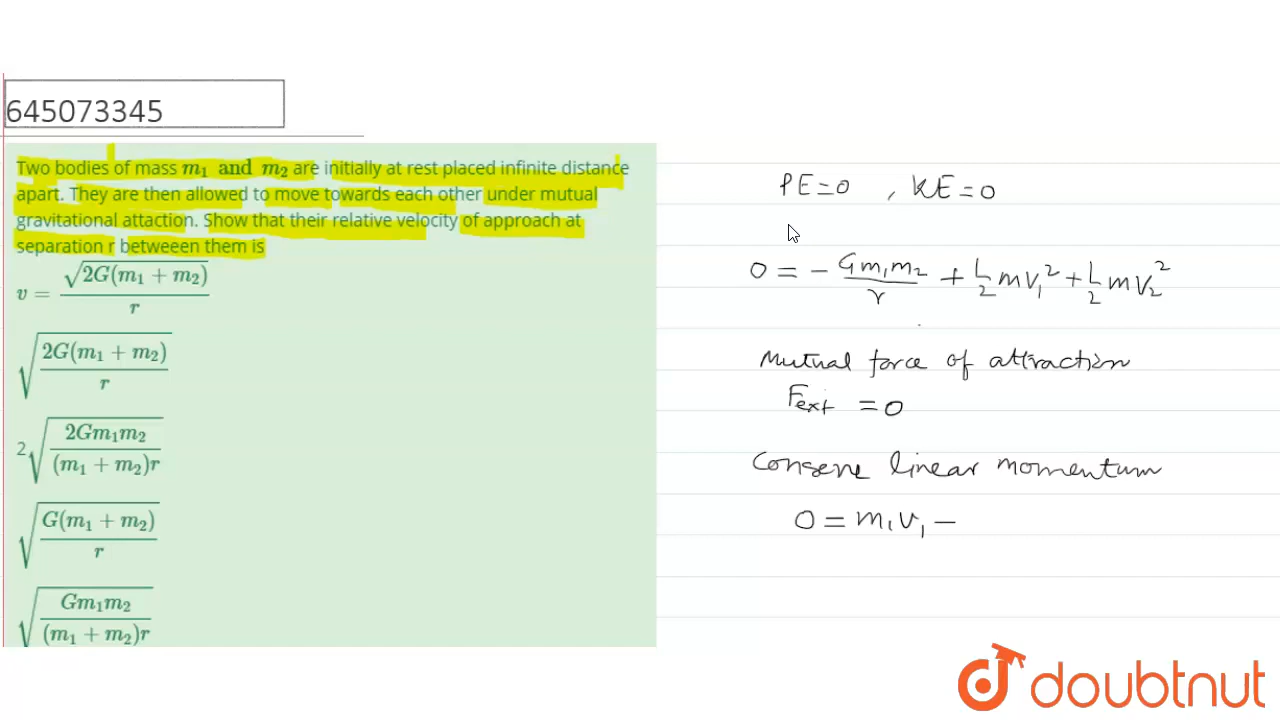 645073345
Two bodies of mass m₁ and m₂ are initially at rest placed infinite distance
apart. They are then allowed to move towards each other under mutual
gravitational attaction. Show that their relative velocity of approach at
separation r betweeen them is
v = √(2G(m₁ + m₂)) / r
√(2G(m₁ + m₂) / r)
2√(2Gm₁m₂ / (m₁ + m₂)r)
√(G(m₁ + m₂) / r)
√(Gm₁m₂ / (m₁ + m₂)r)
PE=0 , KE=0
0 = - Gm₁m₂/r + 1/2 mv₁² + 1/2 mv₂²
Mutual force of attraction
Fext = 0
Conserve linear momentum
0 = m₁v₁ −
doubtnut